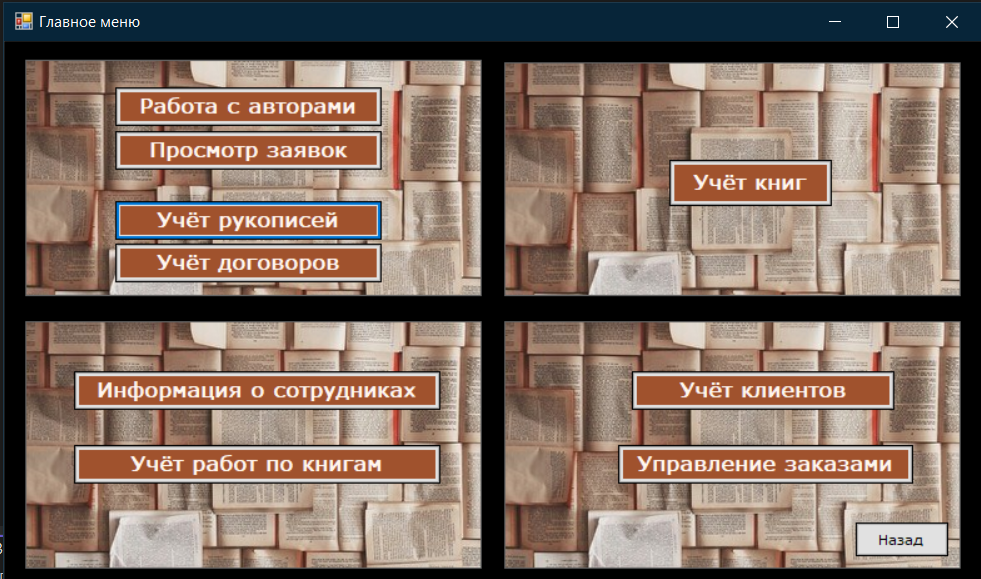 Главное меню
Работа с авторами
Просмотр заявок
Учёт рукописей
Учёт договоров
Учёт книг
Информация о сотрудниках
Учёт работ по книгам
Учёт клиентов
Управление заказами
Назад